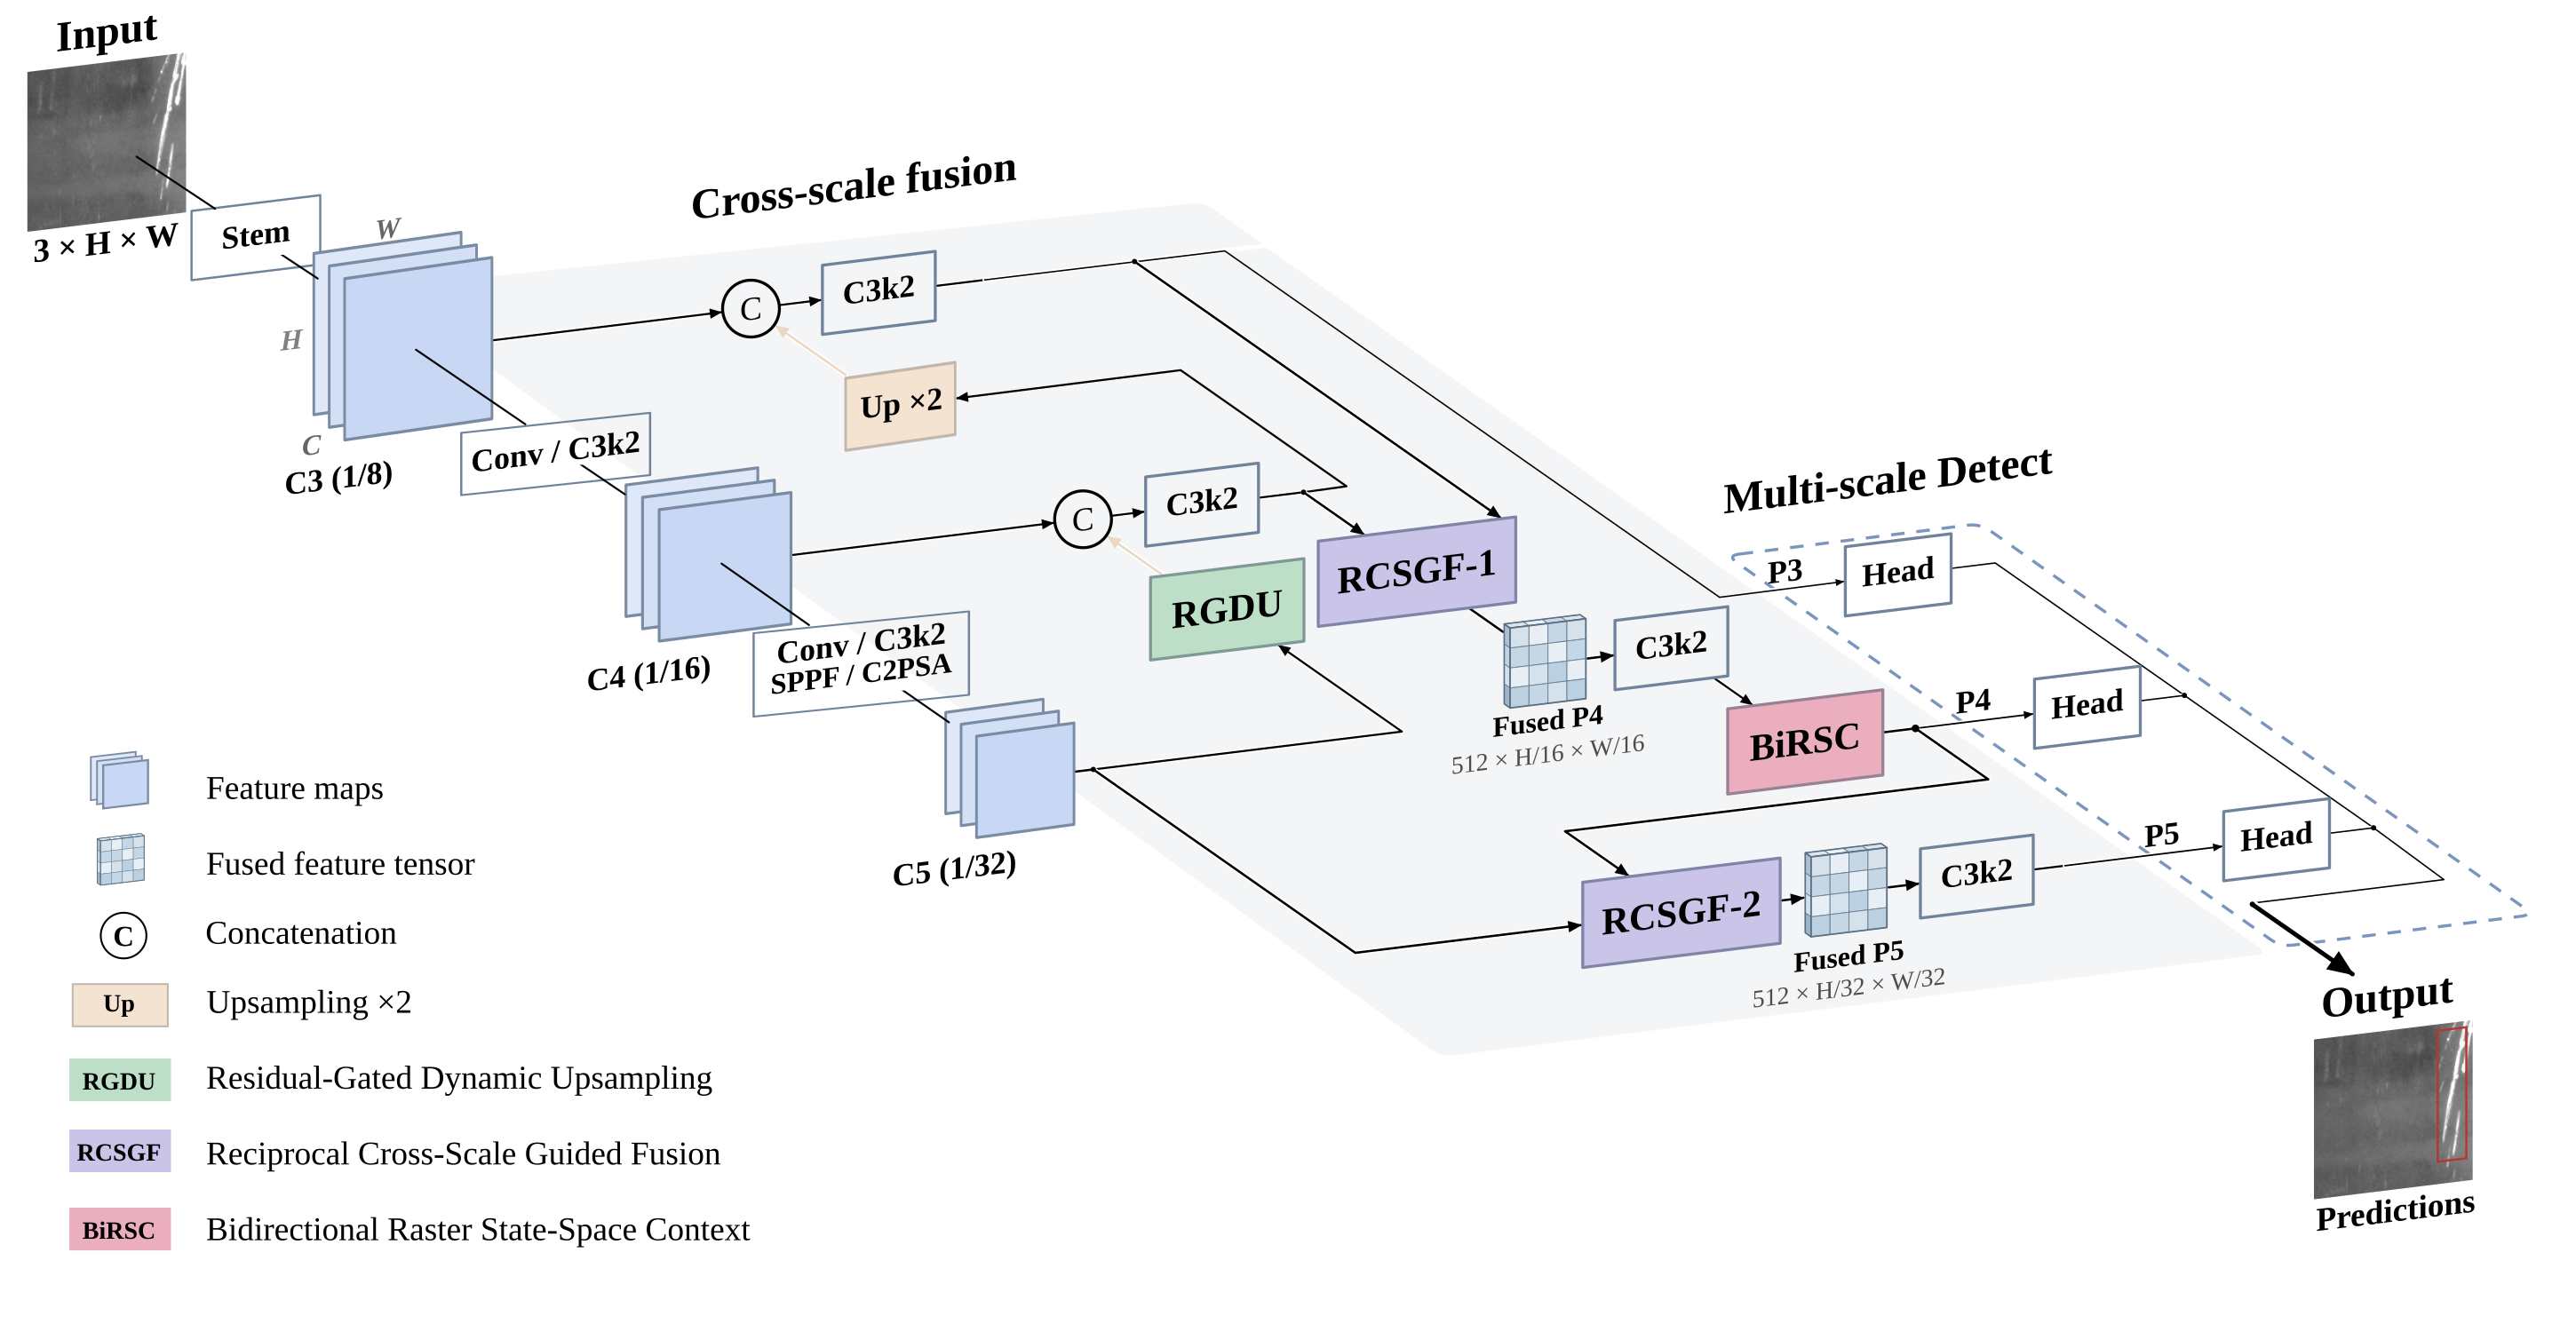 Input
3 × H × W
Stem
W
H
C
C3 (1/8)
Cross-scale fusion
C
C3k2
Up ×2
Conv / C3k2
C4 (1/16)
C
C3k2
RGDU
RCSGF-1
Conv / C3k2
SPPF / C2PSA
C5 (1/32)
Fused P4
512 × H/16 × W/16
C3k2
BiRSC
RCSGF-2
Fused P5
512 × H/32 × W/32
C3k2
Multi-scale Detect
P3
Head
P4
Head
P5
Head
Output
Predictions
Feature maps
Fused feature tensor
C
Concatenation
Up
Upsampling ×2
RGDU
Residual-Gated Dynamic Upsampling
RCSGF
Reciprocal Cross-Scale Guided Fusion
BiRSC
Bidirectional Raster State-Space Context